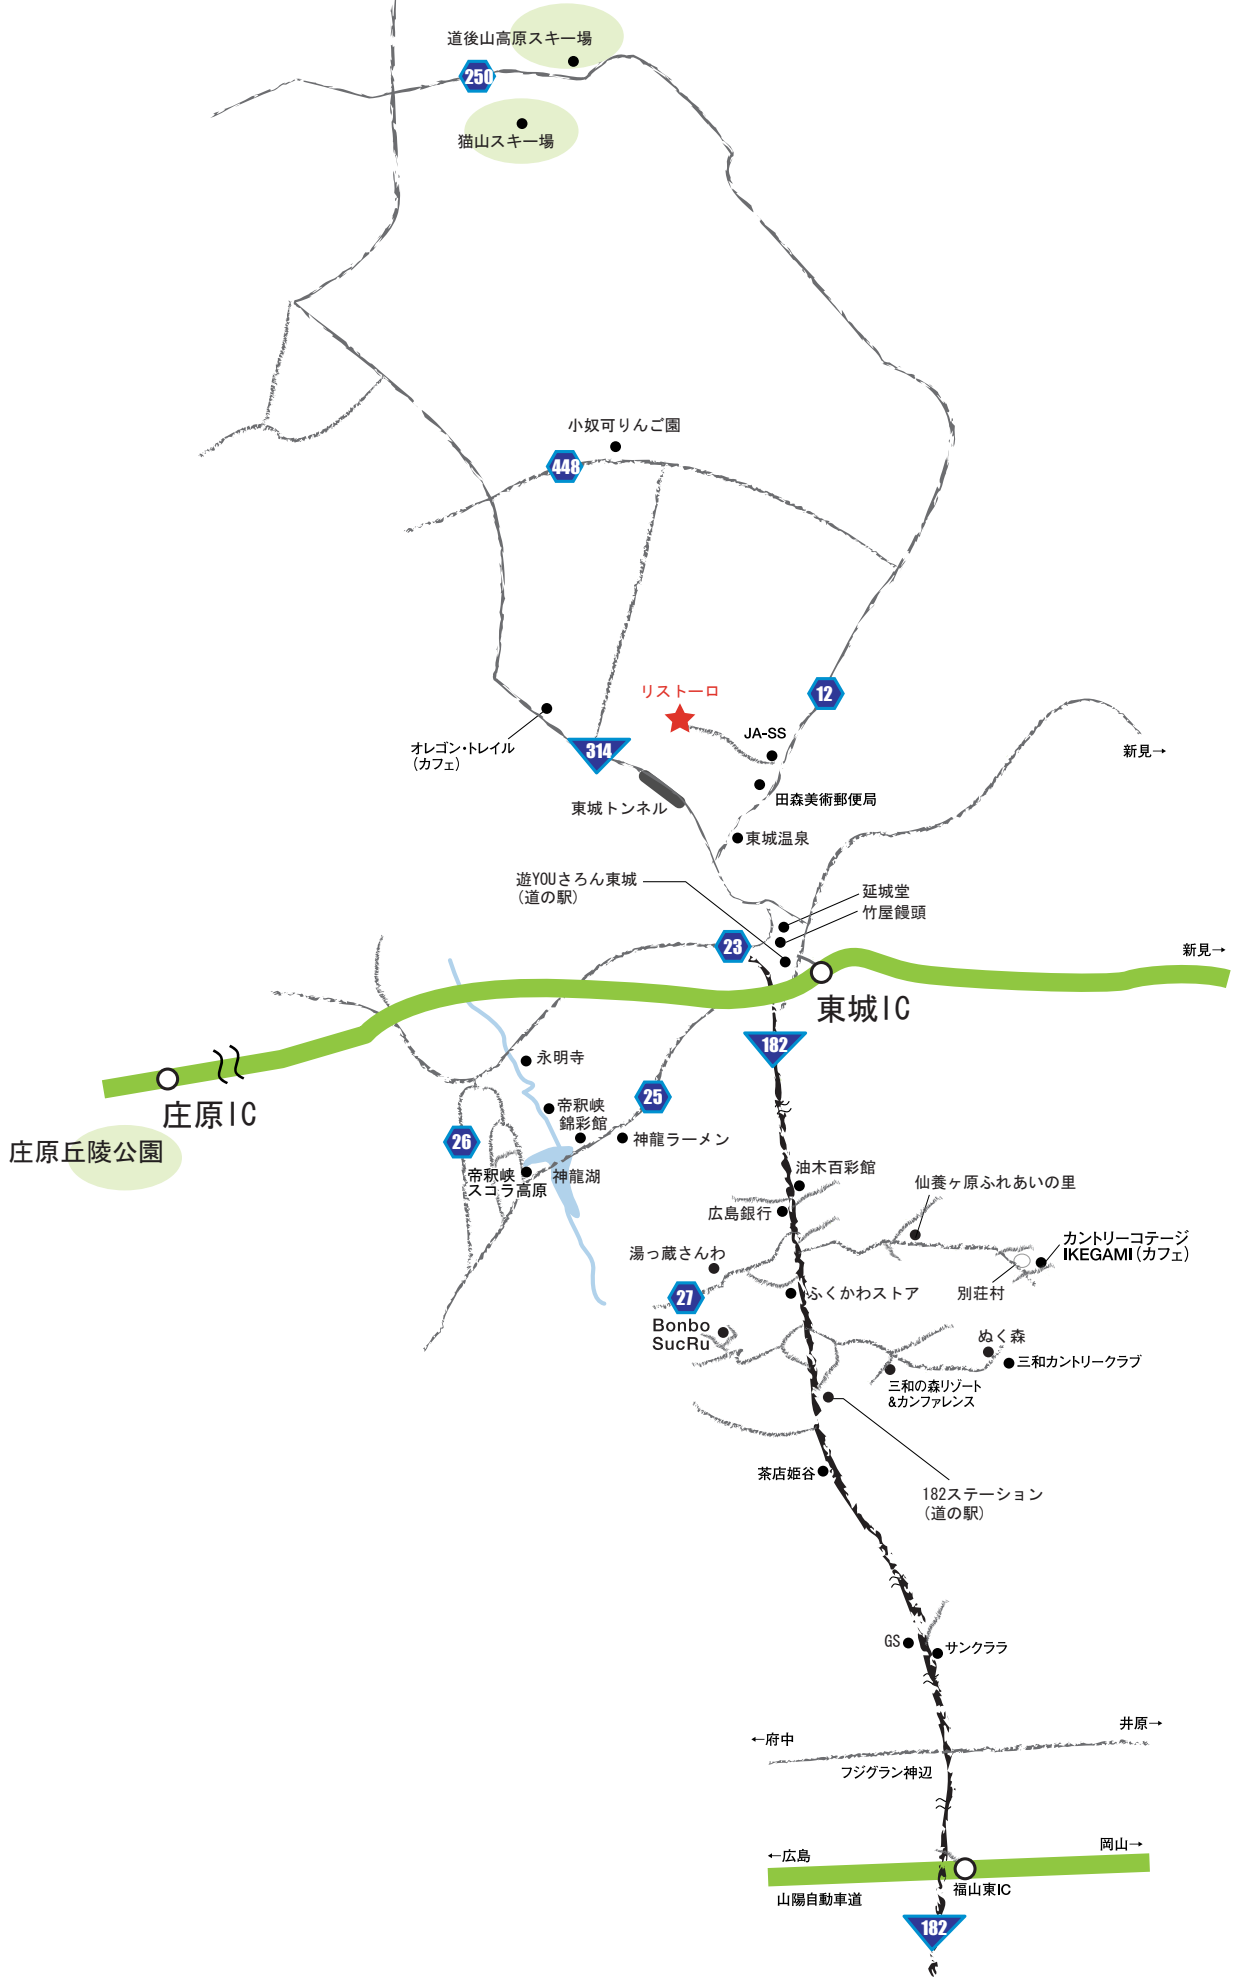 道後山高原スキー場
250
猫山スキー場
小奴可りんご園
448
リストーロ
12
JA-SS
オレゴン・トレイル
(カフェ)
314
新見→
東城トンネル
田森美術郵便局
東城温泉
遊YOUさろん東城
(道の駅)
延城堂
竹屋饅頭
23
新見→
東城IC
182
永明寺
庄原IC
25
帝釈峡
錦彩館
神龍ラーメン
26
庄原丘陵公園
帝釈峡
スコラ高原
神龍湖
油木百彩館
仙養ヶ原ふれあいの里
広島銀行
カントリーコテージ
IKEGAMI(カフェ)
湯っ蔵さんわ
別荘村
27
ふくかわストア
Bonbo
SucRu
ぬく森
三和カントリークラブ
三和の森リゾート
&カンファレンス
茶店姫谷
182ステーション
(道の駅)
GS
サンクララ
井原→
←府中
フジグラン神辺
岡山→
←広島
福山東IC
山陽自動車道
182